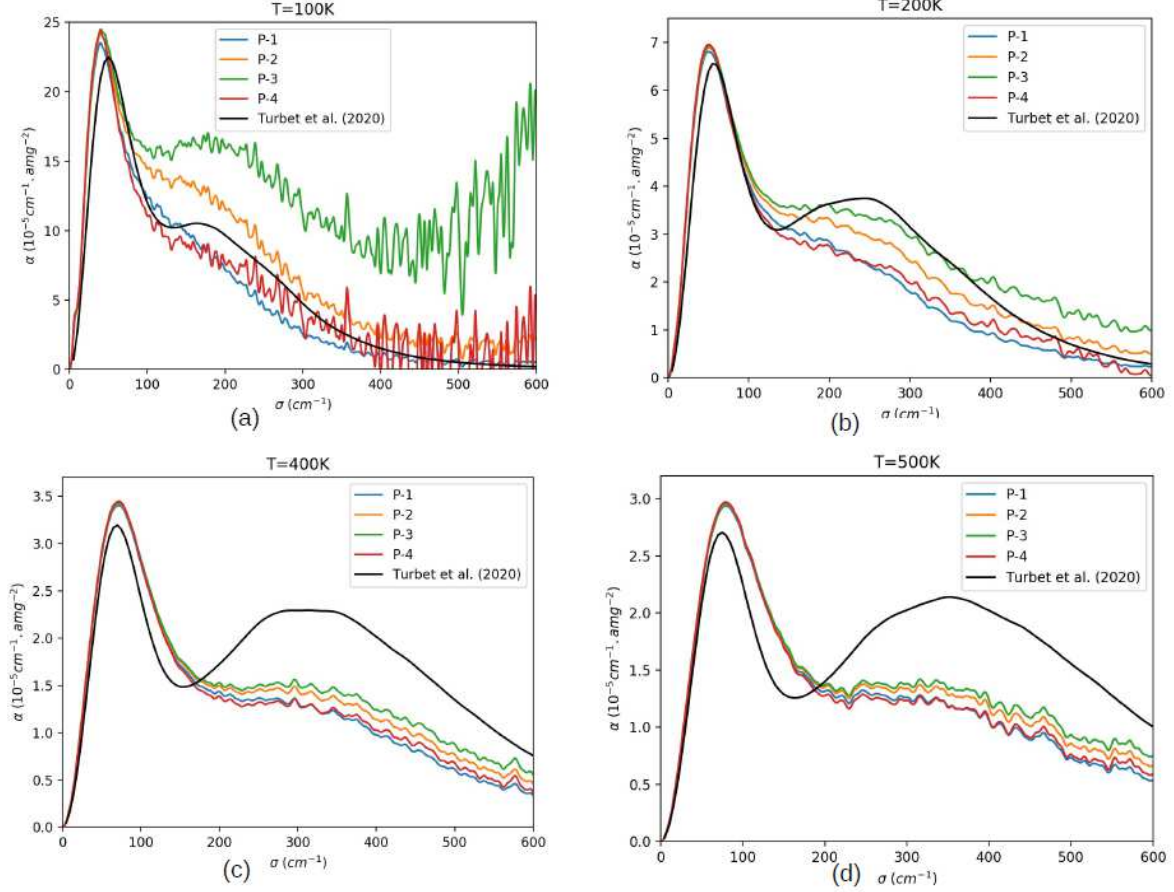 T=100K
25
20
15
10
5
0
α (10⁻⁵cm⁻¹.amg⁻²)
P-1
P-2
P-3
P-4
Turbet et al. (2020)
0 100 200 300 400 500 600
σ (cm⁻¹)
(a)
T=200K
7
6
5
4
3
2
1
0
α (10⁻⁵cm⁻¹.amg⁻²)
P-1
P-2
P-3
P-4
Turbet et al. (2020)
0 100 200 300 400 500 600
σ (cm⁻¹)
(b)
T=400K
3.5
3.0
2.5
2.0
1.5
1.0
0.5
0.0
α (10⁻⁵cm⁻¹.amg⁻²)
P-1
P-2
P-3
P-4
Turbet et al. (2020)
0 100 200 300 400 500 600
σ (cm⁻¹)
(c)
T=500K
3.0
2.5
2.0
1.5
1.0
0.5
0.0
α (10⁻⁵cm⁻¹.amg⁻²)
P-1
P-2
P-3
P-4
Turbet et al. (2020)
0 100 200 300 400 500 600
σ (cm⁻¹)
(d)